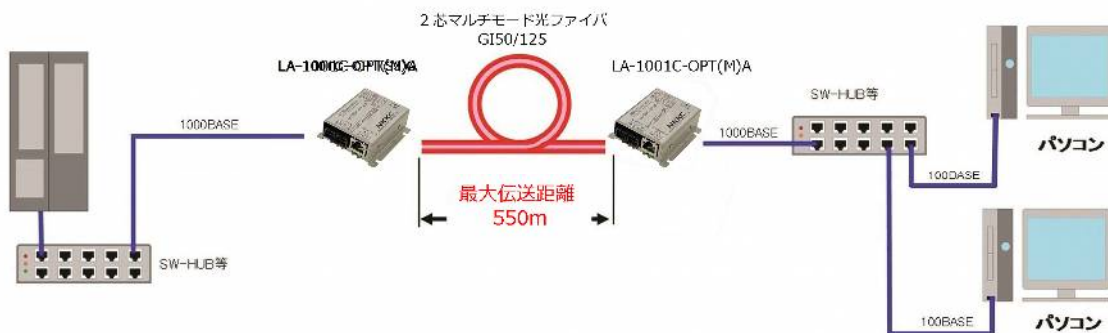 2芯マルチモード光ファイバ
GI50/125
LA-1001C-OPT(M)A
1000BASE
SW-HUB等
最大伝送距離
550m
LA-1001C-OPT(M)A
1000BASE
SW-HUB等
100BASE
パソコン
100BASE
パソコン